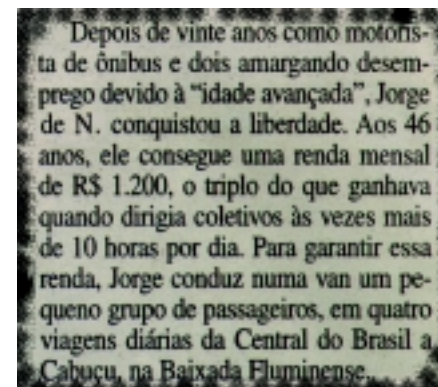 Depois de vinte anos como motoris-
ta de ônibus e dois amargando desem-
prego devido à “idade avançada”, Jorge
de N. conquistou a liberdade. Aos 46
anos, ele consegue uma renda mensal
de R$ 1.200, o triplo do que ganhava
quando dirigia coletivos às vezes mais
de 10 horas por dia. Para garantir essa
renda, Jorge conduz numa van um pe-
queno grupo de passageiros, em quatro
viagens diárias da Central do Brasil a
Cabuçu, na Baixada Fluminense..